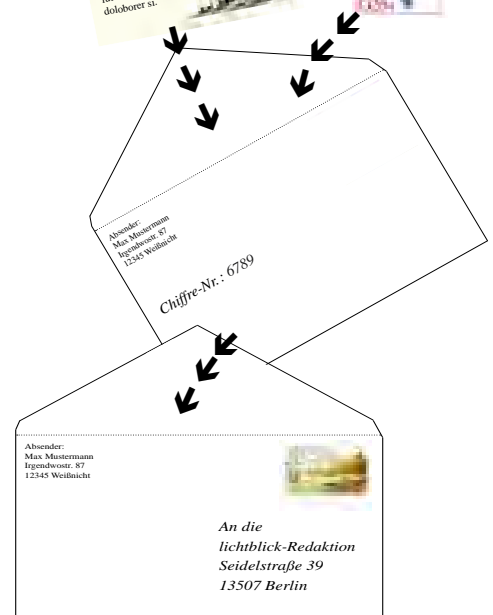 doloborer si.
Absender:
Max Mustermann
Irgendwostr. 87
12345 Weißnicht
Chiffre-Nr. : 6789
Absender:
Max Mustermann
Irgendwostr. 87
12345 Weißnicht
An die
lichtblick-Redaktion
Seidelstraße 39
13507 Berlin